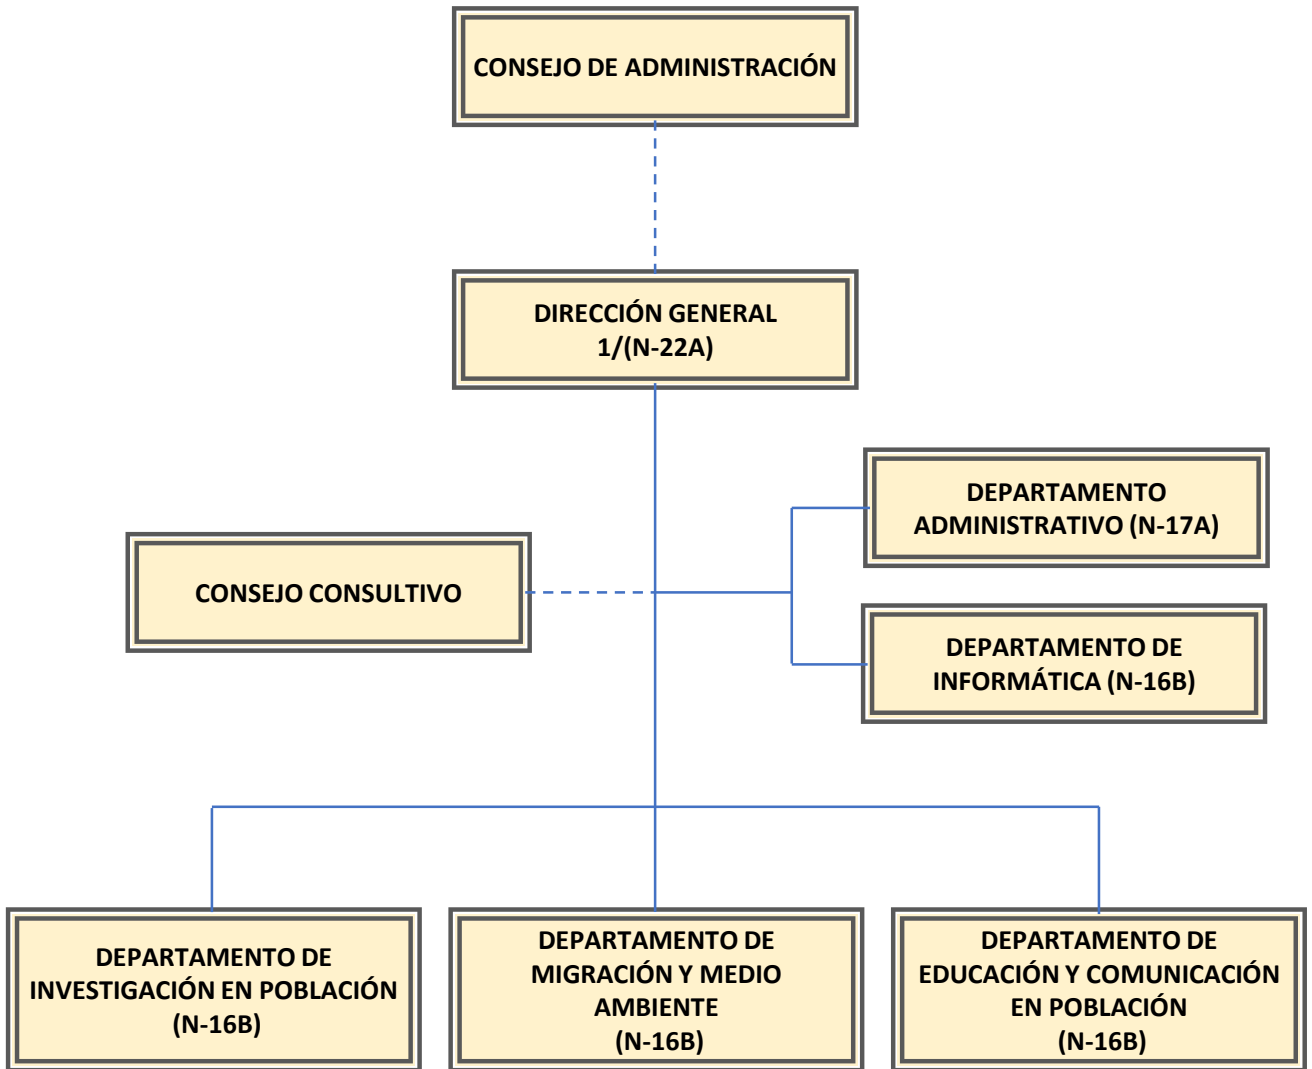 CONSEJO DE ADMINISTRACIÓN
DIRECCIÓN GENERAL
1/(N-22A)
DEPARTAMENTO
ADMINISTRATIVO (N-17A)
CONSEJO CONSULTIVO
DEPARTAMENTO DE
INFORMÁTICA (N-16B)
DEPARTAMENTO DE
INVESTIGACIÓN EN POBLACIÓN
(N-16B)
DEPARTAMENTO DE
MIGRACIÓN Y MEDIO
AMBIENTE
(N-16B)
DEPARTAMENTO DE
EDUCACIÓN Y COMUNICACIÓN
EN POBLACIÓN
(N-16B)